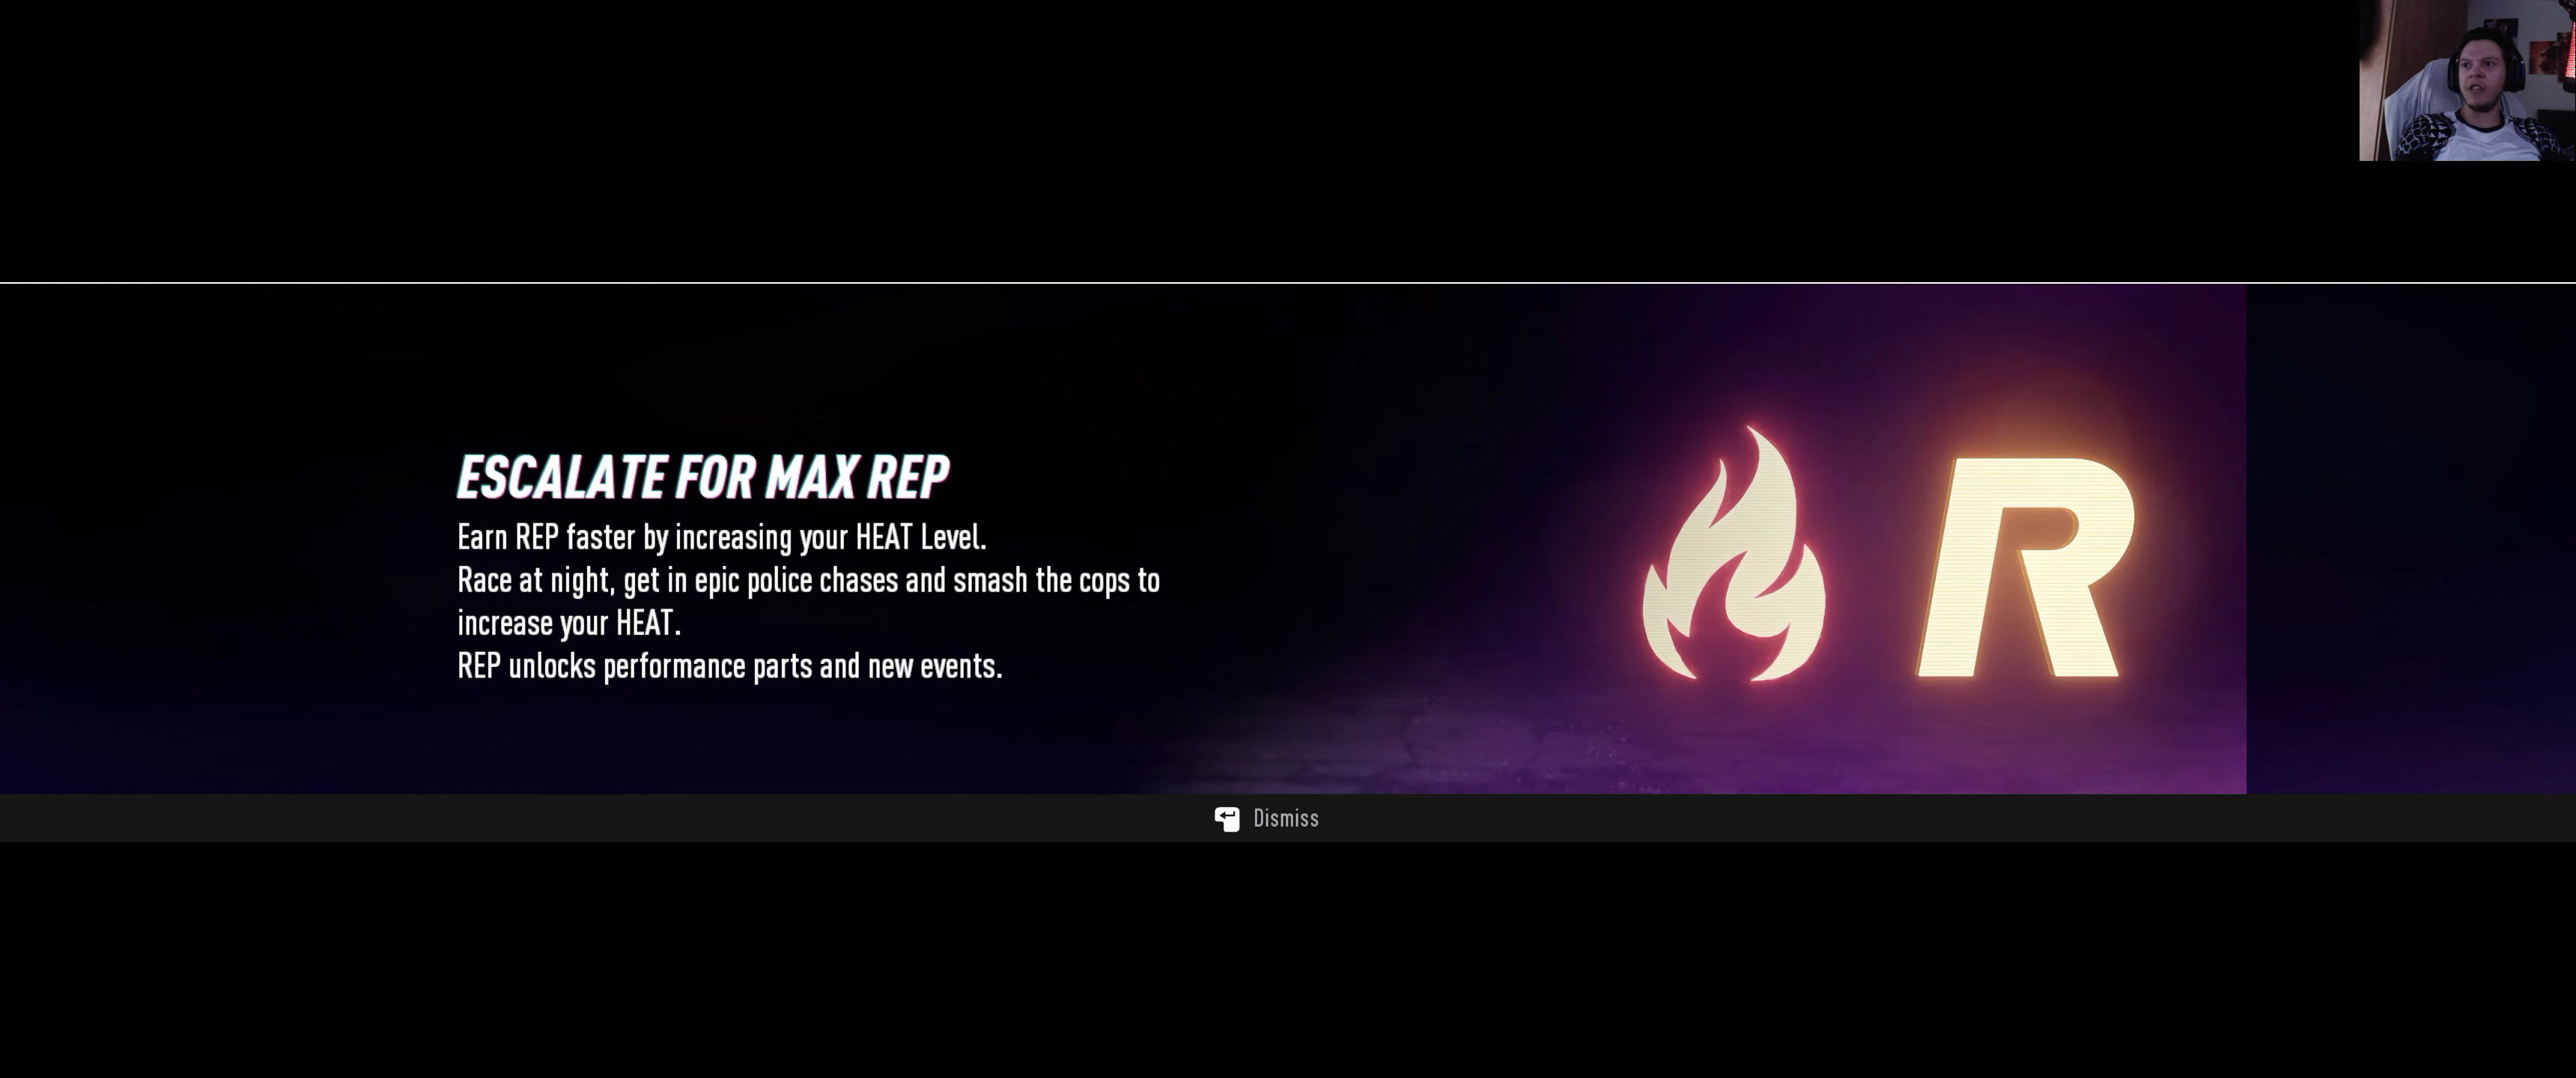 ESCALATE FOR MAX REP
Earn REP faster by increasing your HEAT Level.
Race at night, get in epic police chases and smash the cops to
increase your HEAT.
REP unlocks performance parts and new events.
R
Dismiss